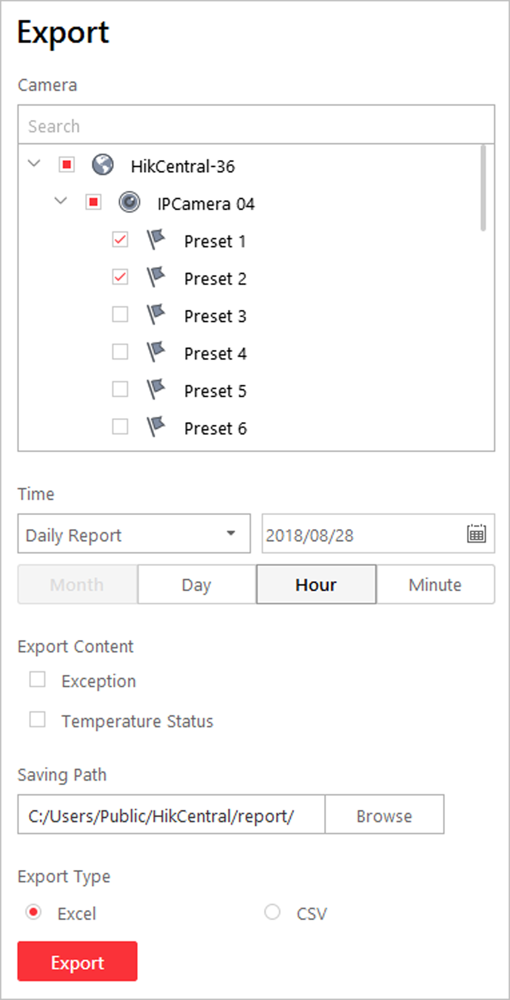 Export
Camera
Search
HikCentral-36
IPCamera 04
Preset 1
Preset 2
Preset 3
Preset 4
Preset 5
Preset 6
Time
Daily Report 2018/08/28
Month Day Hour Minute
Export Content
Exception
Temperature Status
Saving Path
C:/Users/Public/HikCentral/report/ Browse
Export Type
Excel CSV
Export